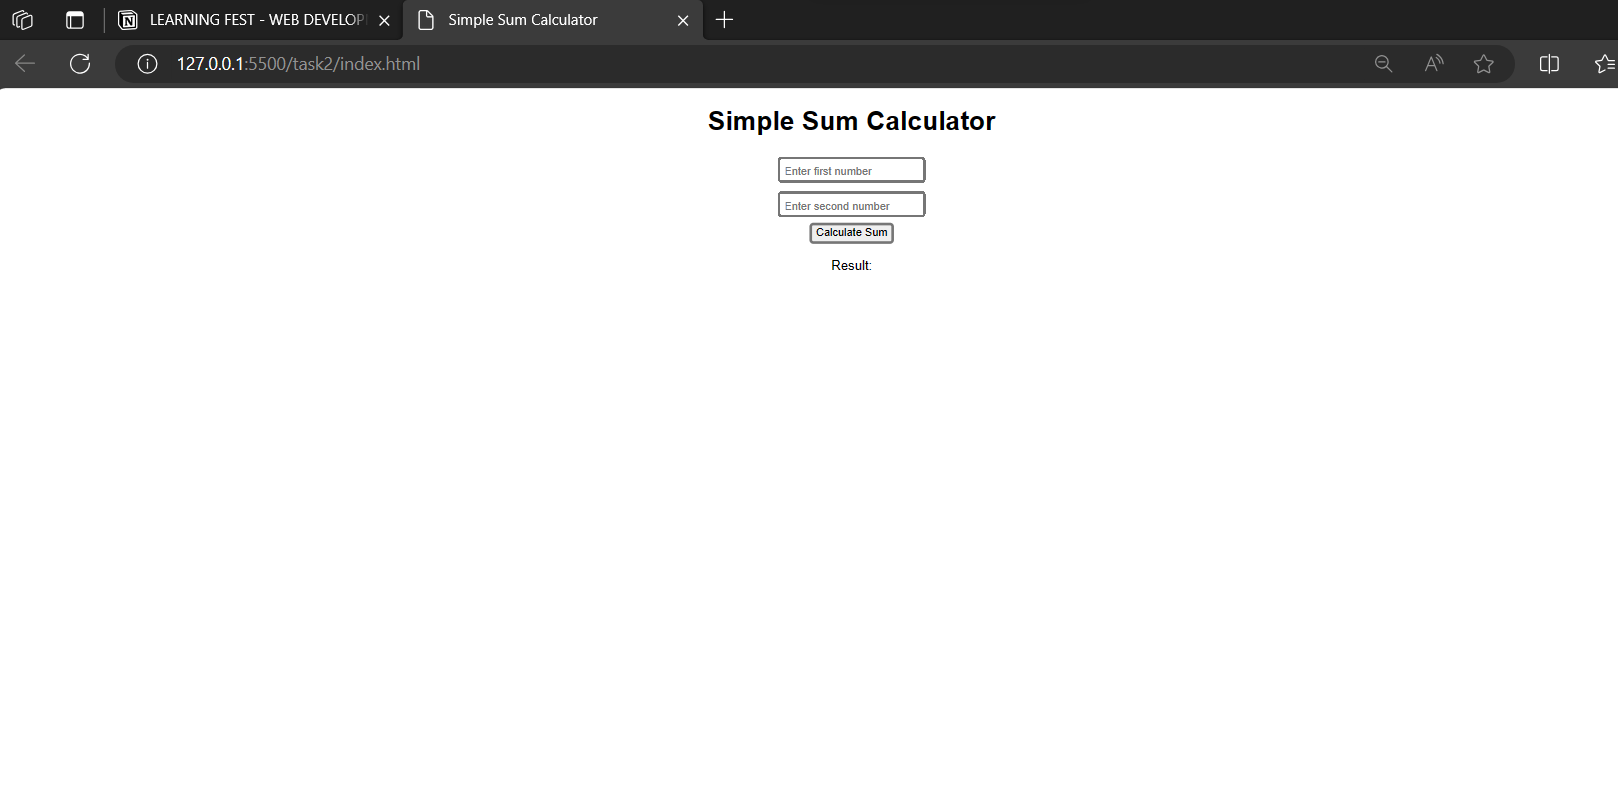 LEARNING FEST - WEB DEVELOP
Simple Sum Calculator
127.0.0.1:5500/task2/index.html
Simple Sum Calculator
Enter first number
Enter second number
Calculate Sum
Result: